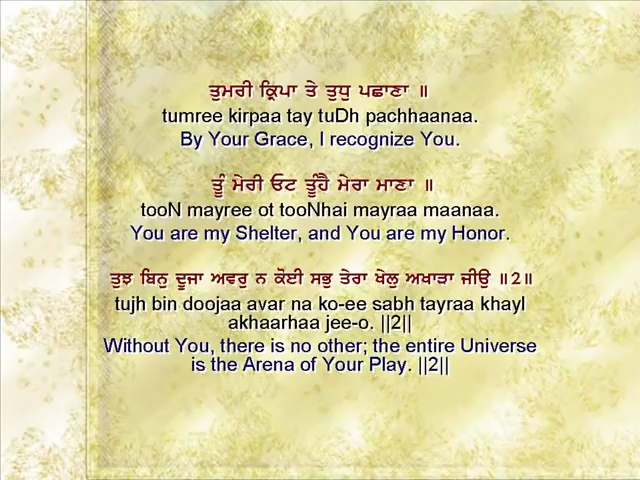 ਤੁਮਰੀ ਕ੍ਰਿਪਾ ਤੇ ਤੁਧੁ ਪਛਾਣਾ ॥
tumree kirpaa tay tuDh pachhaanaa.
By Your Grace, I recognize You.
ਤੂੰ ਮੇਰੀ ਓਟ ਤੂੰਹੈ ਮੇਰਾ ਮਾਣਾ ॥
tooN mayree ot tooNhai mayraa maanaa.
You are my Shelter, and You are my Honor.
ਤੁਝ ਬਿਨੁ ਦੂਜਾ ਅਵਰੁ ਨ ਕੋਈ ਸਭੁ ਤੇਰਾ ਖੇਲੁ ਅਖਾੜਾ ਜੀਉ ॥2॥
tujh bin doojaa avar na ko-ee sabh tayraa khayl
akhaarhaa jee-o. ||2||
Without You, there is no other; the entire Universe
is the Arena of Your Play. ||2||